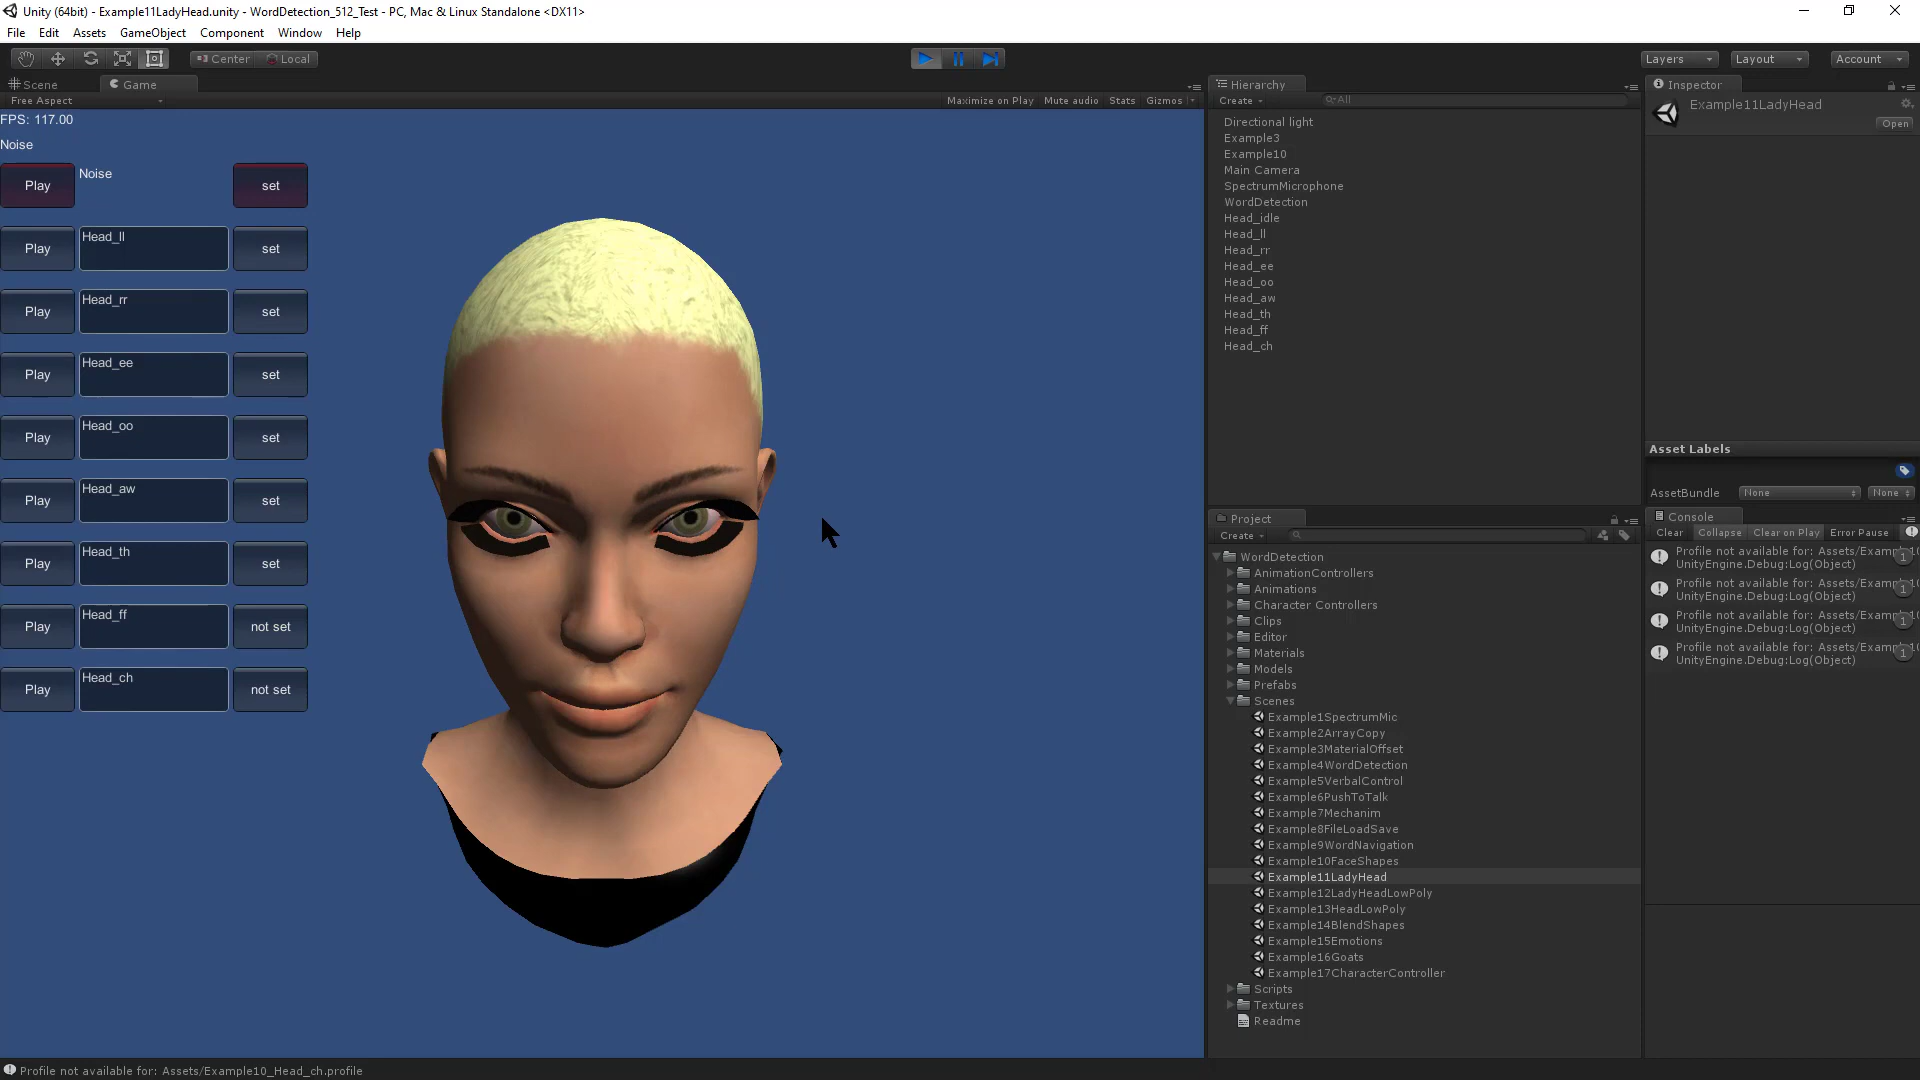 Unity (64bit) - Example11LadyHead.unity - WordDetection_512_Test - PC, Mac & Linux Standalone <DX11>
File Edit Assets GameObject Component Window Help
Center Local
Layers Layout Account
Scene Game
Free Aspect
Maximize on Play Mute audio Stats Gizmos
FPS: 117.00
Noise
Play Noise set
Play Head_ll set
Play Head_rr set
Play Head_ee set
Play Head_oo set
Play Head_aw set
Play Head_th set
Play Head_ff not set
Play Head_ch not set
Hierarchy
Create All
Directional light
Example3
Example10
Main Camera
SpectrumMicrophone
WordDetection
Head_idle
Head_ll
Head_rr
Head_ee
Head_oo
Head_aw
Head_th
Head_ff
Head_ch
Project
Create
WordDetection
AnimationControllers
Animations
Character Controllers
Clips
Editor
Materials
Models
Prefabs
Scenes
Example1SpectrumMic
Example2ArrayCopy
Example3MaterialOffset
Example4WordDetection
Example5VerbalControl
Example6PushToTalk
Example7Mechanim
Example8FileLoadSave
Example9WordNavigation
Example10FaceShapes
Example11LadyHead
Example12LadyHeadLowPoly
Example13HeadLowPoly
Example14BlendShapes
Example15Emotions
Example16Goats
Example17CharacterController
Scripts
Textures
Readme
Inspector
Example11LadyHead
Open
Asset Labels
AssetBundle None None
Console
Clear Collapse Clear on Play Error Pause
Profile not available for: Assets/Example10
UnityEngine.Debug:Log(Object) 1
Profile not available for: Assets/Example10
UnityEngine.Debug:Log(Object) 1
Profile not available for: Assets/Example10
UnityEngine.Debug:Log(Object) 1
Profile not available for: Assets/Example10
UnityEngine.Debug:Log(Object) 1
Profile not available for: Assets/Example10_Head_ch.profile